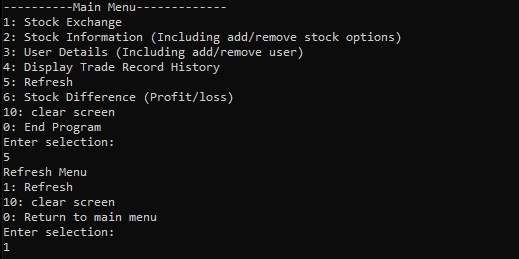 ----------Main Menu-------------
1: Stock Exchange
2: Stock Information (Including add/remove stock options)
3: User Details (Including add/remove user)
4: Display Trade Record History
5: Refresh
6: Stock Difference (Profit/loss)
10: clear screen
0: End Program
Enter selection:
5
Refresh Menu
1: Refresh
10: clear screen
0: Return to main menu
Enter selection:
1